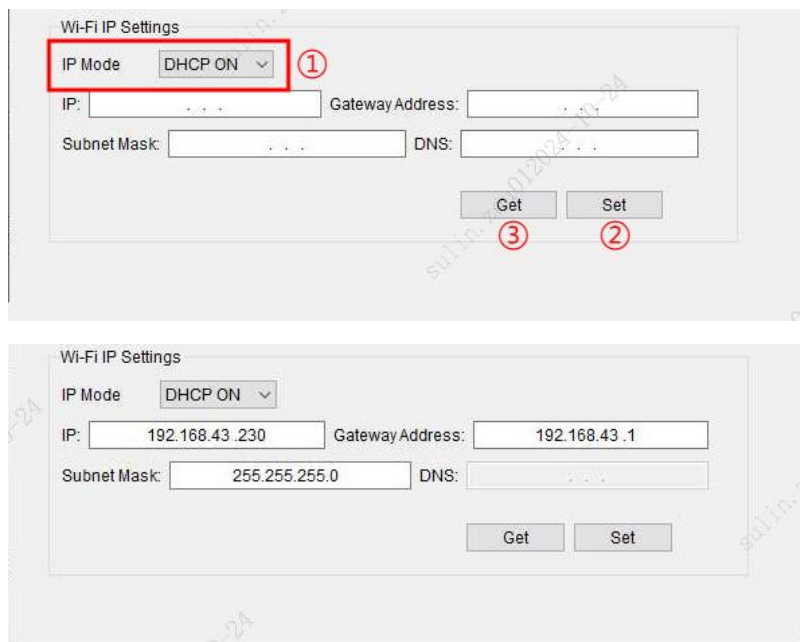 Wi-Fi IP Settings
IP Mode DHCP ON ①
IP: . . . Gateway Address: . . .
Subnet Mask: . . . DNS: . . .
Get Set
③ ②
Wi-Fi IP Settings
IP Mode DHCP ON
IP: 192.168.43 .230 Gateway Address: 192.168.43 .1
Subnet Mask: 255.255.255.0 DNS: . . .
Get Set